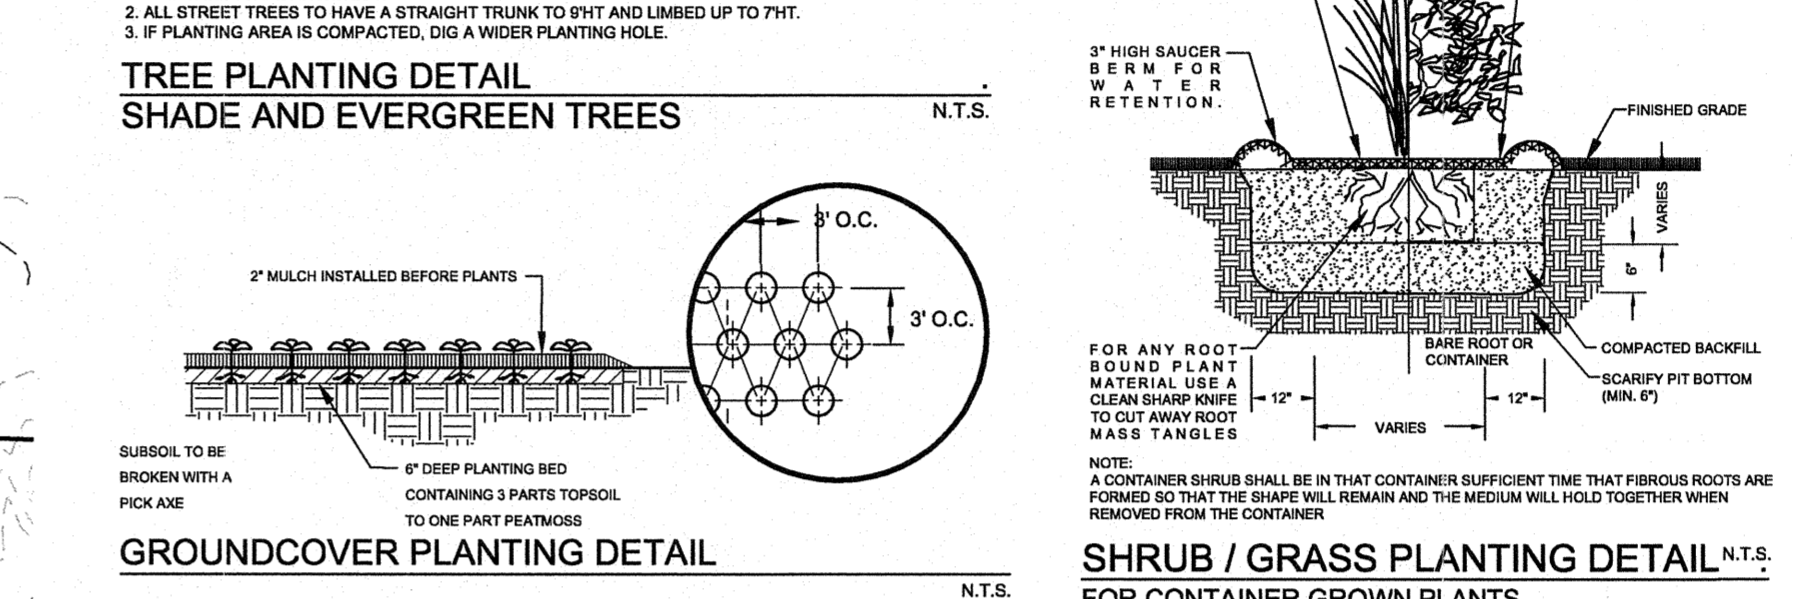 2. ALL STREET TREES TO HAVE A STRAIGHT TRUNK TO 9'HT AND LIMBED UP TO 7'HT.
3. IF PLANTING AREA IS COMPACTED, DIG A WIDER PLANTING HOLE.
TREE PLANTING DETAIL
SHADE AND EVERGREEN TREES
N.T.S.
3' O.C.
2" MULCH INSTALLED BEFORE PLANTS
3' O.C.
SUBSOIL TO BE
BROKEN WITH A
PICK AXE
6" DEEP PLANTING BED
CONTAINING 3 PARTS TOPSOIL
TO ONE PART PEATMOSS
GROUNDCOVER PLANTING DETAIL
N.T.S.
3" HIGH SAUCER
BERM FOR
WATER
RETENTION.
FINISHED GRADE
VARIES
6"
BARE ROOT OR
CONTAINER
FOR ANY ROOT
BOUND PLANT
MATERIAL USE A
CLEAN SHARP KNIFE
TO CUT AWAY ROOT
MASS TANGLES
COMPACTED BACKFILL
SCARIFY PIT BOTTOM
(MIN. 6")
12"
12"
VARIES
NOTE:
A CONTAINER SHRUB SHALL BE IN THAT CONTAINER SUFFICIENT TIME THAT FIBROUS ROOTS ARE
FORMED SO THAT THE SHAPE WILL REMAIN AND THE MEDIUM WILL HOLD TOGETHER WHEN
REMOVED FROM THE CONTAINER
SHRUB / GRASS PLANTING DETAIL N.T.S.
FOR CONTAINER GROWN PLANTS